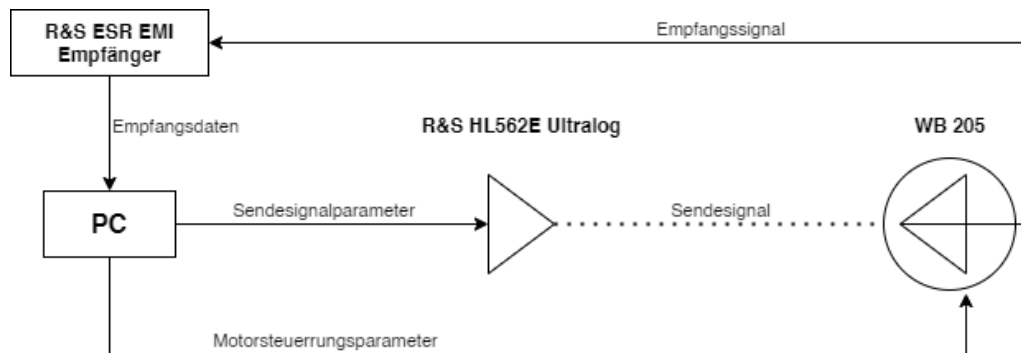 R&S ESR EMI
Empfänger
Empfangssignal
Empfangsdaten
R&S HL562E Ultralog
WB 205
PC
Sendesignalparameter
Sendesignal
Motorsteuerrungsparameter